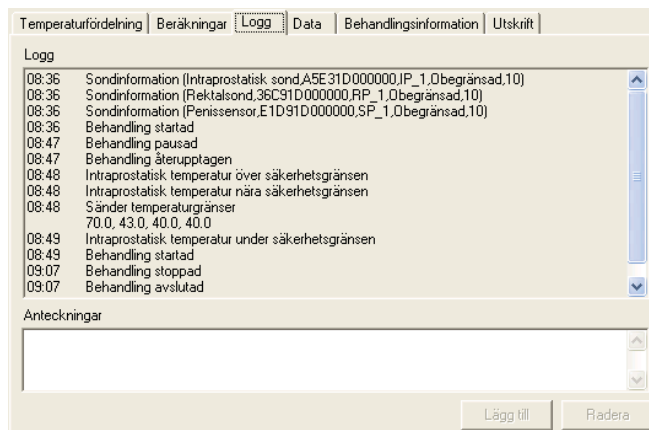 Temperaturfördelning Beräkningar Logg Data Behandlingsinformation Utskrift
Logg
08:36 Sondinformation (Intraprostatisk sond,A5E31D000000,IP_1,Obegränsad,10)
08:36 Sondinformation (Rektalsond,36C91D000000,RP_1,Obegränsad,10)
08:36 Sondinformation (Penissensor,E1D91D000000,SP_1,Obegränsad,10)
08:36 Behandling startad
08:47 Behandling pausad
08:47 Behandling återupptagen
08:48 Intraprostatisk temperatur över säkerhetsgränsen
08:48 Intraprostatisk temperatur nära säkerhetsgränsen
08:48 Sänder temperaturgränser
70.0, 43.0, 40.0, 40.0
08:49 Intraprostatisk temperatur under säkerhetsgränsen
08:49 Behandling startad
09:07 Behandling stoppad
09:07 Behandling avslutad
Anteckningar
Lägg till Radera